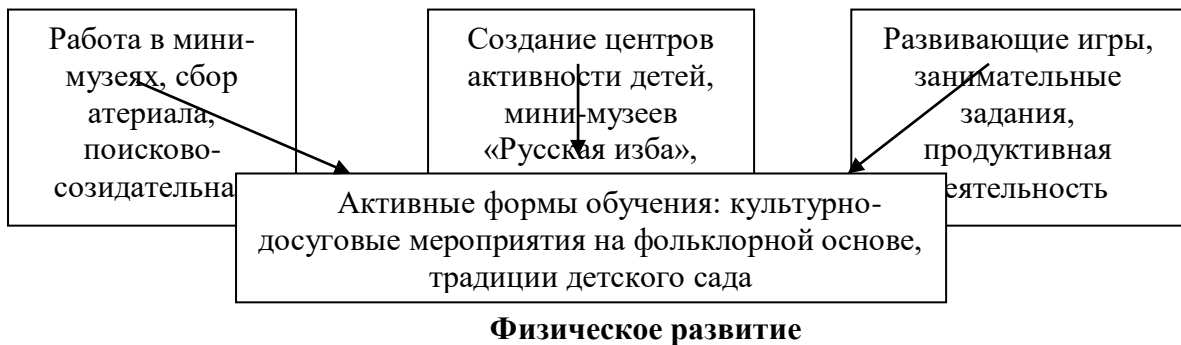 Работа в мини-
музеях, сбор
атериала,
поисково-
созидательна
Создание центров
активности детей,
мини-музеев
«Русская изба»,
Развивающие игры,
занимательные
задания,
продуктивная
еятельность
Активные формы обучения: культурно-
досуговые мероприятия на фольклорной основе,
традиции детского сада
Физическое развитие